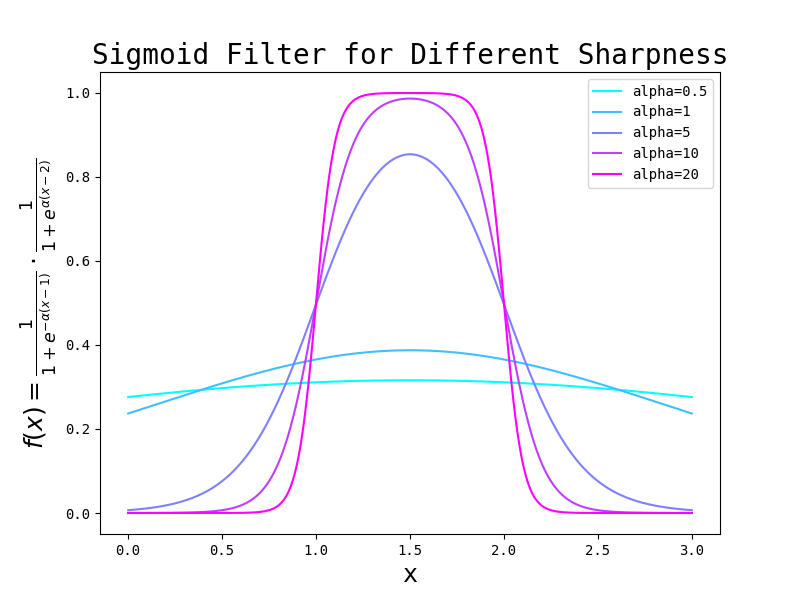 Sigmoid Filter for Different Sharpness
f(x) = \frac{1}{1 + e^{-α(x-1)}} · \frac{1}{1 + e^{α(x-2)}}
1.0
0.8
0.6
0.4
0.2
0.0
alpha=0.5
alpha=1
alpha=5
alpha=10
alpha=20
0.0 0.5 1.0 1.5 2.0 2.5 3.0
x